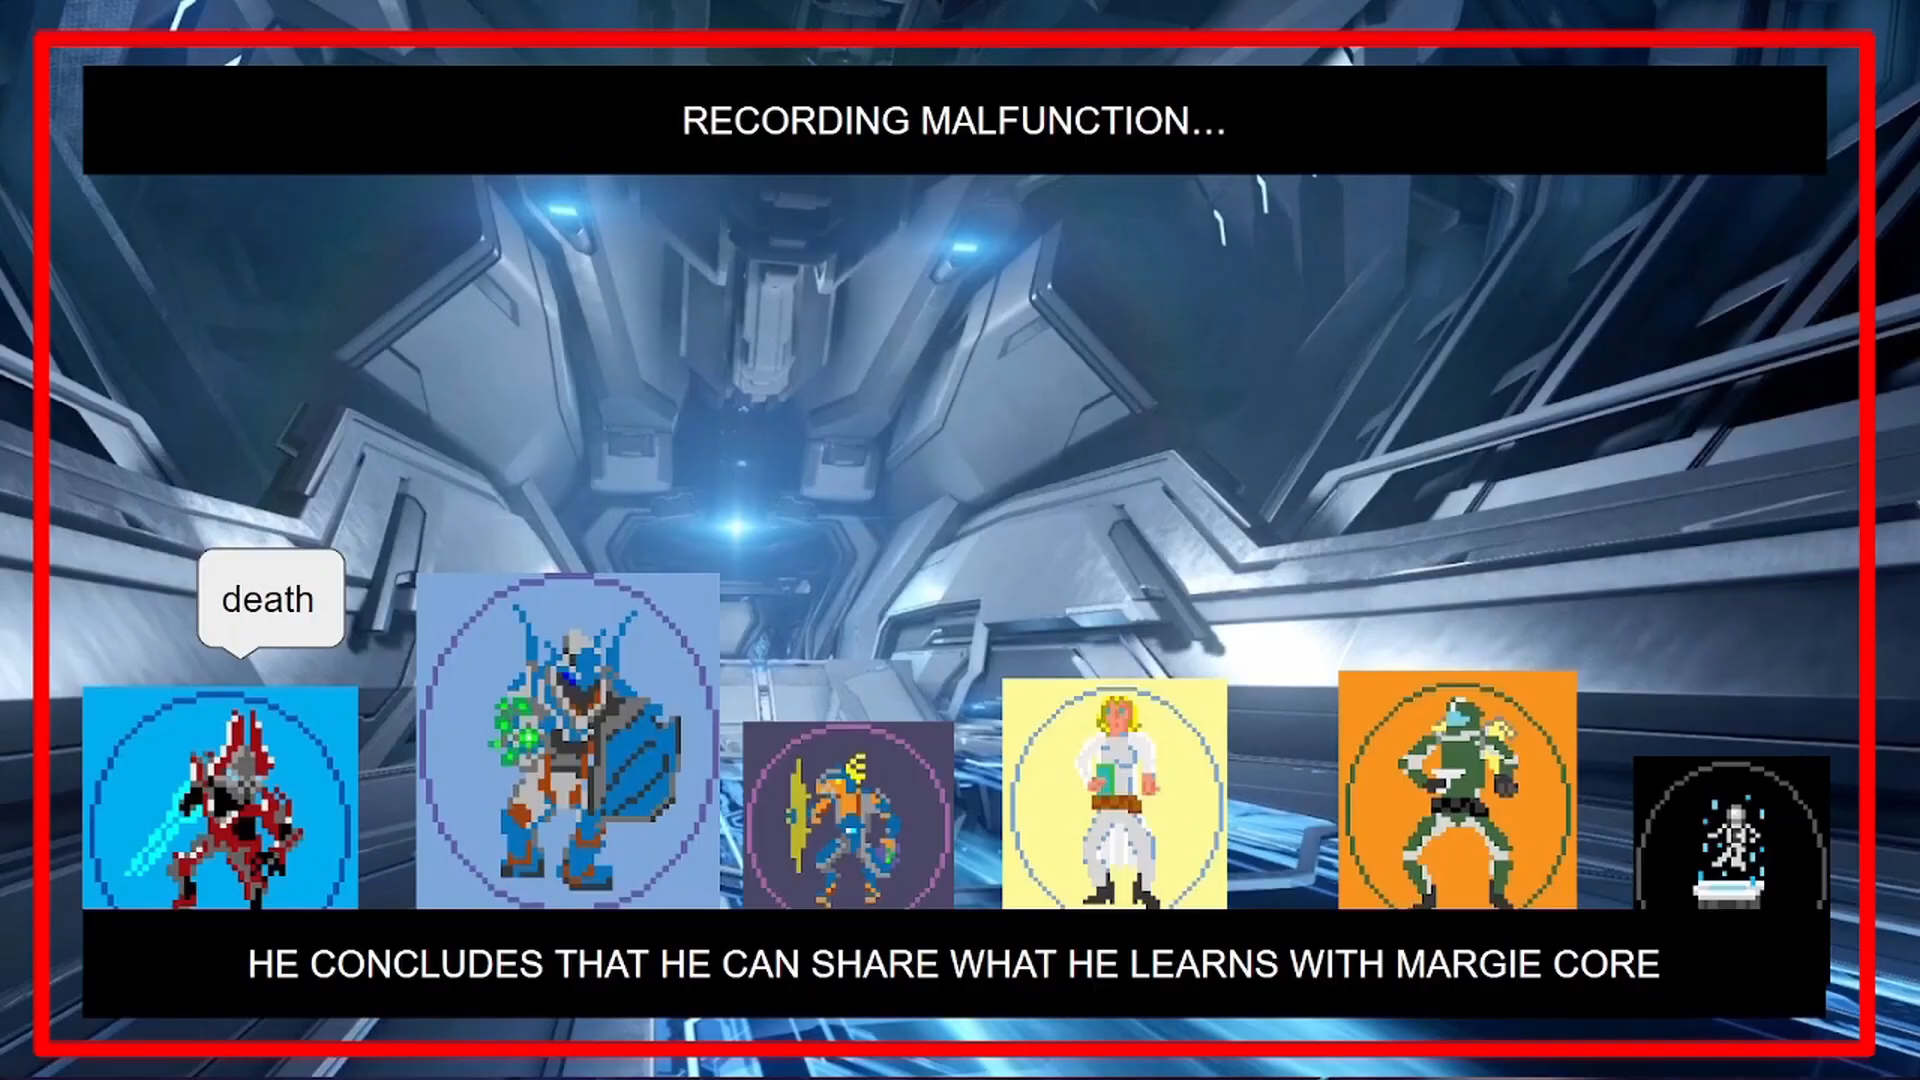 RECORDING MALFUNCTION...
death
HE CONCLUDES THAT HE CAN SHARE WHAT HE LEARNS WITH MARGIE CORE